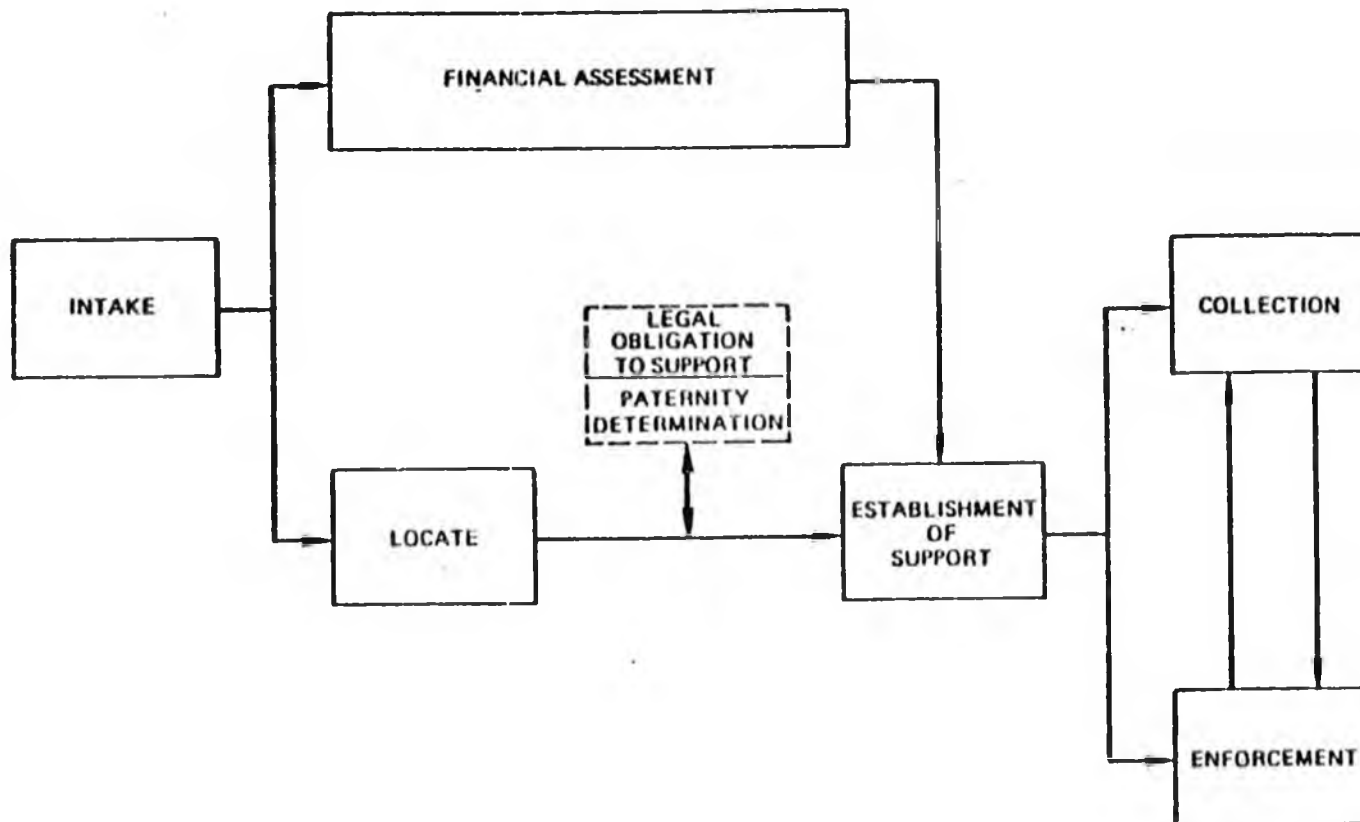 FINANCIAL ASSESSMENT
INTAKE
LEGAL
OBLIGATION
TO SUPPORT
PATERNITY
DETERMINATION
LOCATE
ESTABLISHMENT
OF
SUPPORT
COLLECTION
ENFORCEMENT